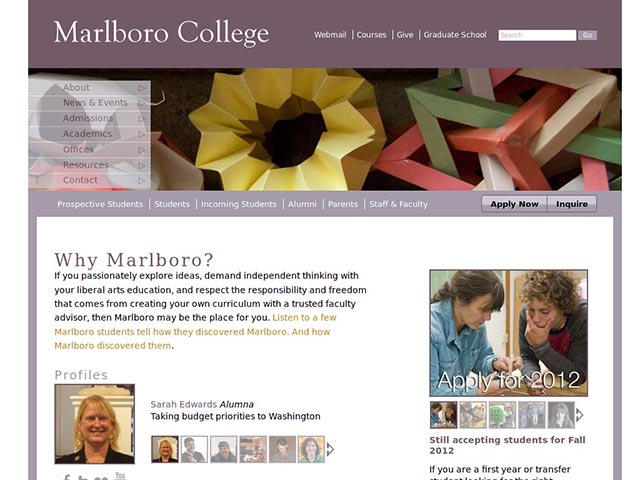 Marlboro College
Webmail Courses Give Graduate School Search Go
About
News & Events
Admissions
Academics
Offices
Resources
Contact
Prospective Students Students Incoming Students Alumni Parents Staff & Faculty Apply Now Inquire
Why Marlboro?
If you passionately explore ideas, demand independent thinking with
your liberal arts education, and respect the responsibility and freedom
that comes from creating your own curriculum with a trusted faculty
advisor, then Marlboro may be the place for you. Listen to a few
Marlboro students tell how they discovered Marlboro. And how
Marlboro discovered them.
Profiles
Sarah Edwards Alumna
Taking budget priorities to Washington
You
Apply for 2012
Still accepting students for Fall
2012
If you are a first year or transfer
student looking for the right